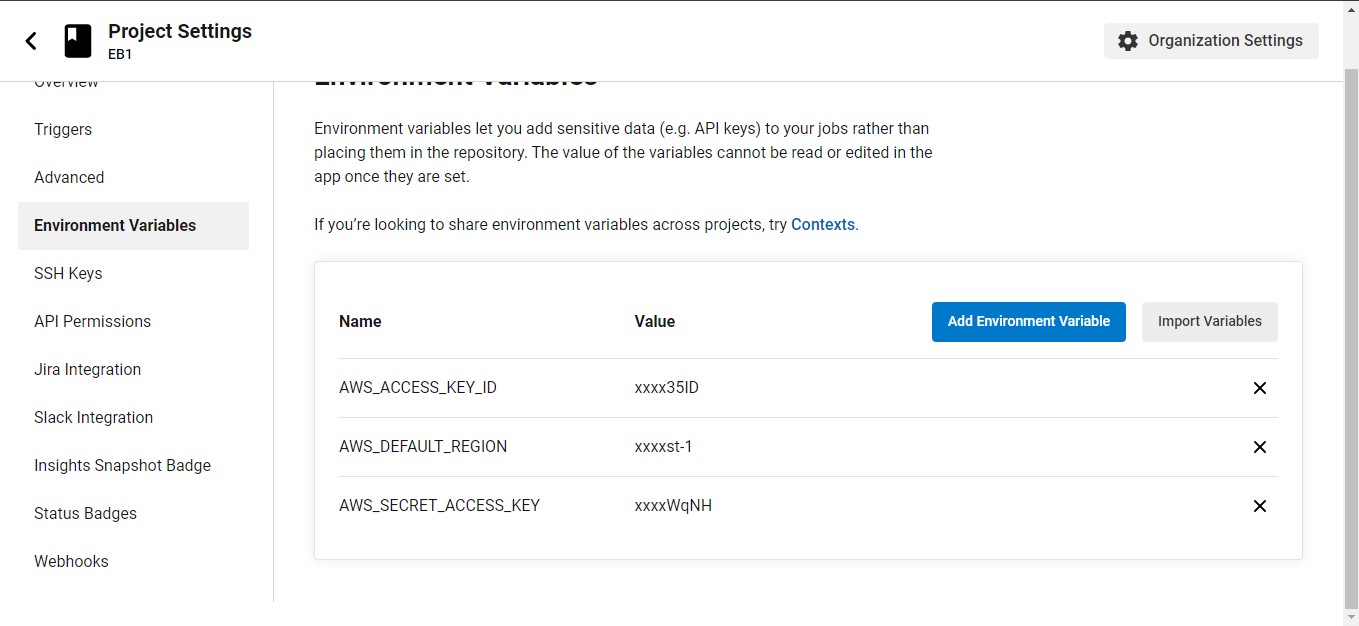 Project Settings
EB1
Organization Settings
Overview
Triggers
Advanced
Environment Variables
SSH Keys
API Permissions
Jira Integration
Slack Integration
Insights Snapshot Badge
Status Badges
Webhooks
Environment Variables
Environment variables let you add sensitive data (e.g. API keys) to your jobs rather than
placing them in the repository. The value of the variables cannot be read or edited in the
app once they are set.
If you’re looking to share environment variables across projects, try Contexts.
Name Value Add Environment Variable Import Variables
AWS_ACCESS_KEY_ID xxxx35ID
AWS_DEFAULT_REGION xxxxst-1
AWS_SECRET_ACCESS_KEY xxxxWqNH